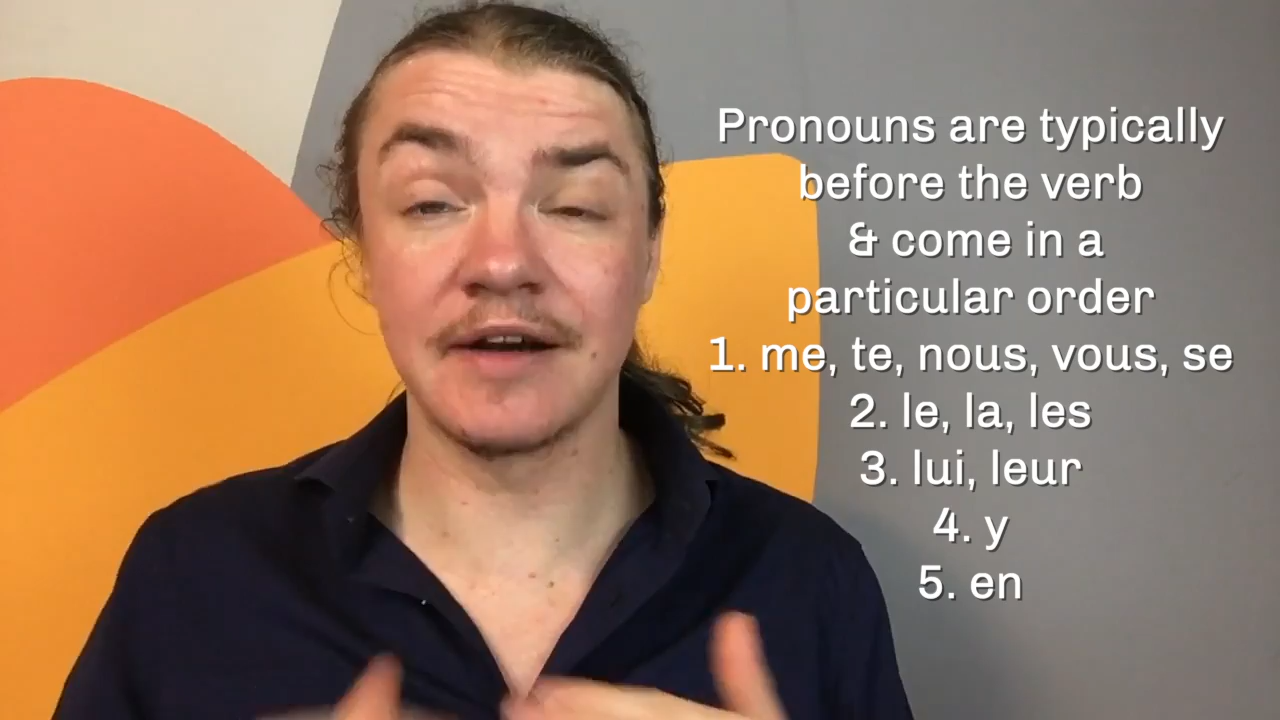 Pronouns are typically
before the verb
& come in a
particular order
1. me, te, nous, vous, se
2. le, la, les
3. lui, leur
4. y
5. en